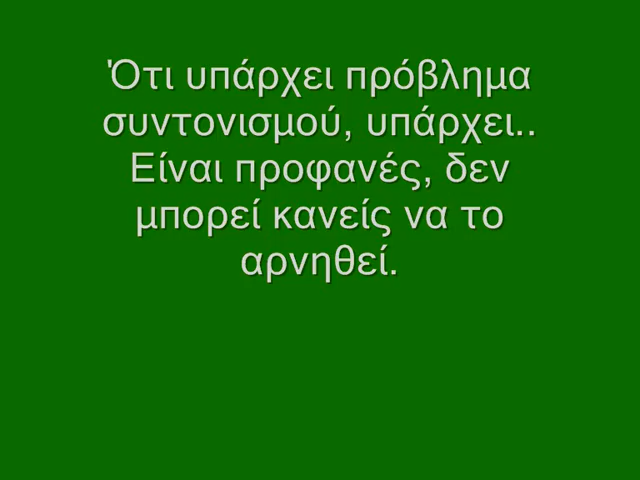 Ότι υπάρχει πρόβλημα
συντονισμού, υπάρχει..
Είναι προφανές, δεν
μπορεί κανείς να το
αρνηθεί.